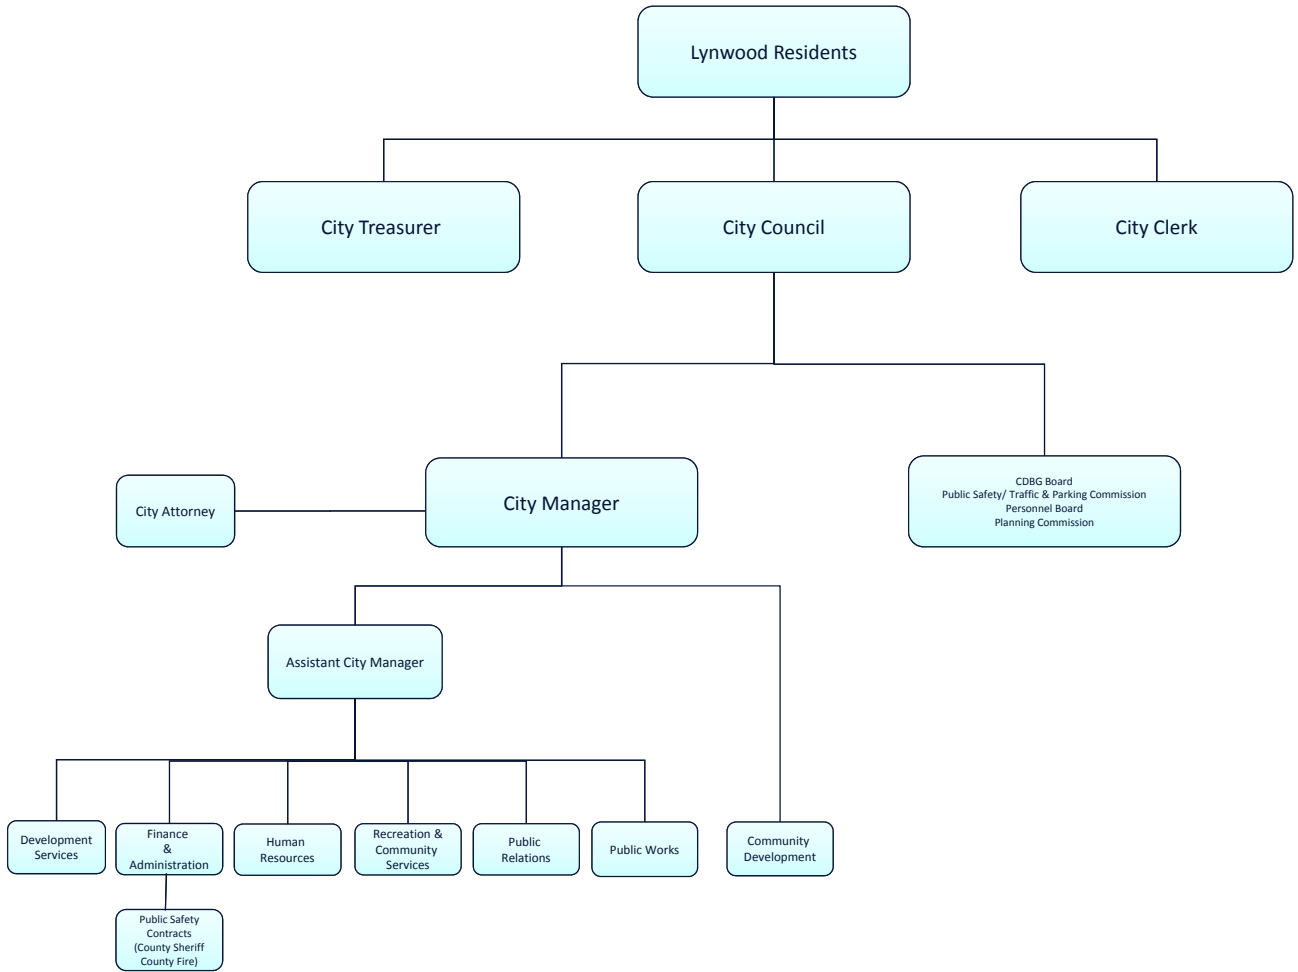 Lynwood Residents
City Treasurer
City Council
City Clerk
City Attorney
City Manager
CDBG Board
Public Safety/ Traffic & Parking Commission
Personnel Board
Planning Commission
Assistant City Manager
Development
Services
Finance
&
Administration
Human
Resources
Recreation &
Community
Services
Public
Relations
Public Works
Community
Development
Public Safety
Contracts
(County Sheriff
County Fire)